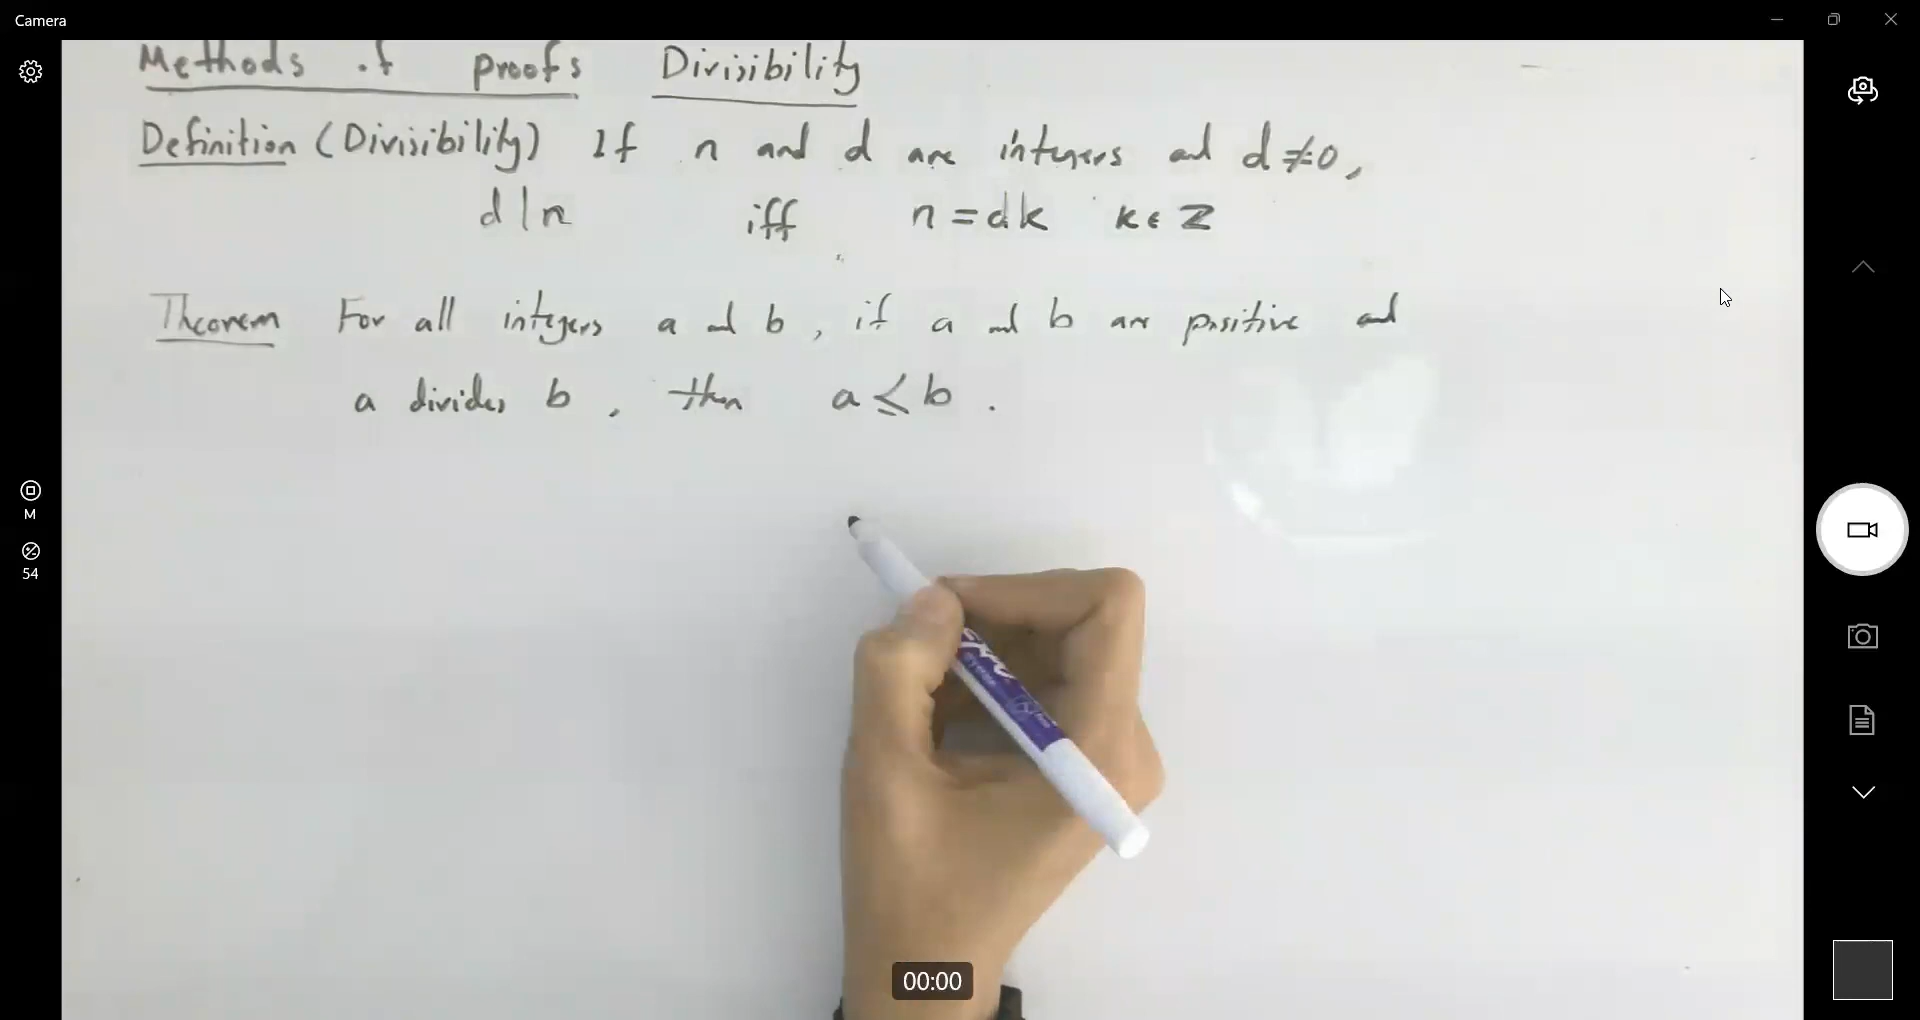 Camera
Methods of proofs Divisibility
Definition (Divisibility) If n and d are integers and d≠0,
d|n iff n=dk k∈Z
Theorem For all integers a and b, if a and b are positive and
a divides b, then a≤b.
M
54
00:00